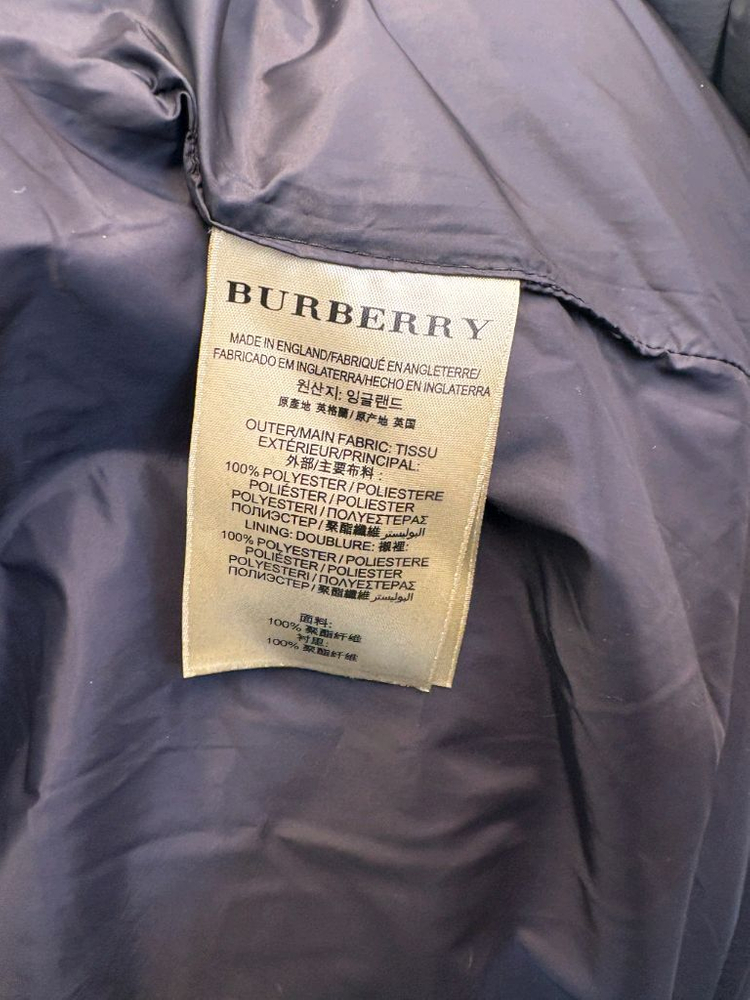 BURBERRY
MADE IN ENGLAND/FABRIQUÉ EN ANGLETERRE/
FABRICADO EM INGLATERRA/HECHO EN INGLATERRA
원산지: 잉글랜드
原產地 英格蘭/原产地 英国
OUTER/MAIN FABRIC: TISSU
EXTÉRIEUR/PRINCIPAL:
外部/主要布料:
100% POLYESTER/POLIESTERE
POLIÉSTER/POLIESTER
POLYESTERI/ΠΟΛΥΕΣΤΕΡΑΣ
ПОЛИЭСТЕР/聚酯纖維 البوليستر
LINING: DOUBLURE: 襯裡:
100% POLYESTER/POLIESTERE
POLIÉSTER/POLIESTER
POLYESTERI/ΠΟΛΥΕΣΤΕΡΑΣ
ПОЛИЭСТЕР/聚酯纖維 البوليستر
面料:
100% 聚酯纤维
衬里:
100% 聚酯纤维